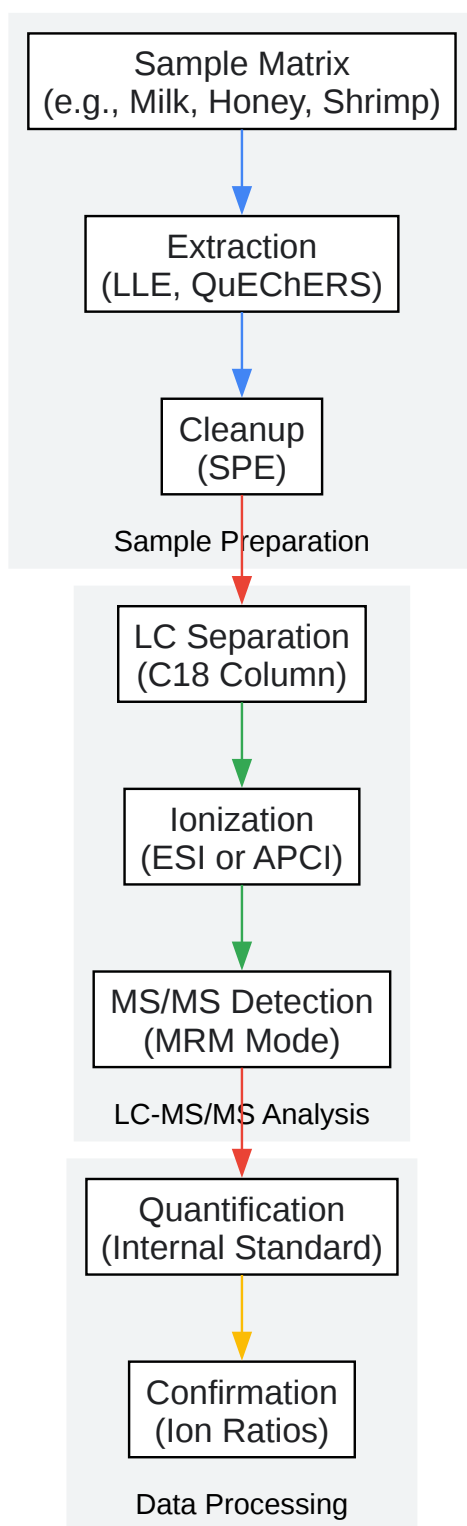 Sample Matrix
(e.g., Milk, Honey, Shrimp)
Extraction
(LLE, QuEChERS)
Cleanup
(SPE)
Sample Preparation
LC Separation
(C18 Column)
Ionization
(ESI or APCI)
MS/MS Detection
(MRM Mode)
LC-MS/MS Analysis
Quantification
(Internal Standard)
Confirmation
(Ion Ratios)
Data Processing